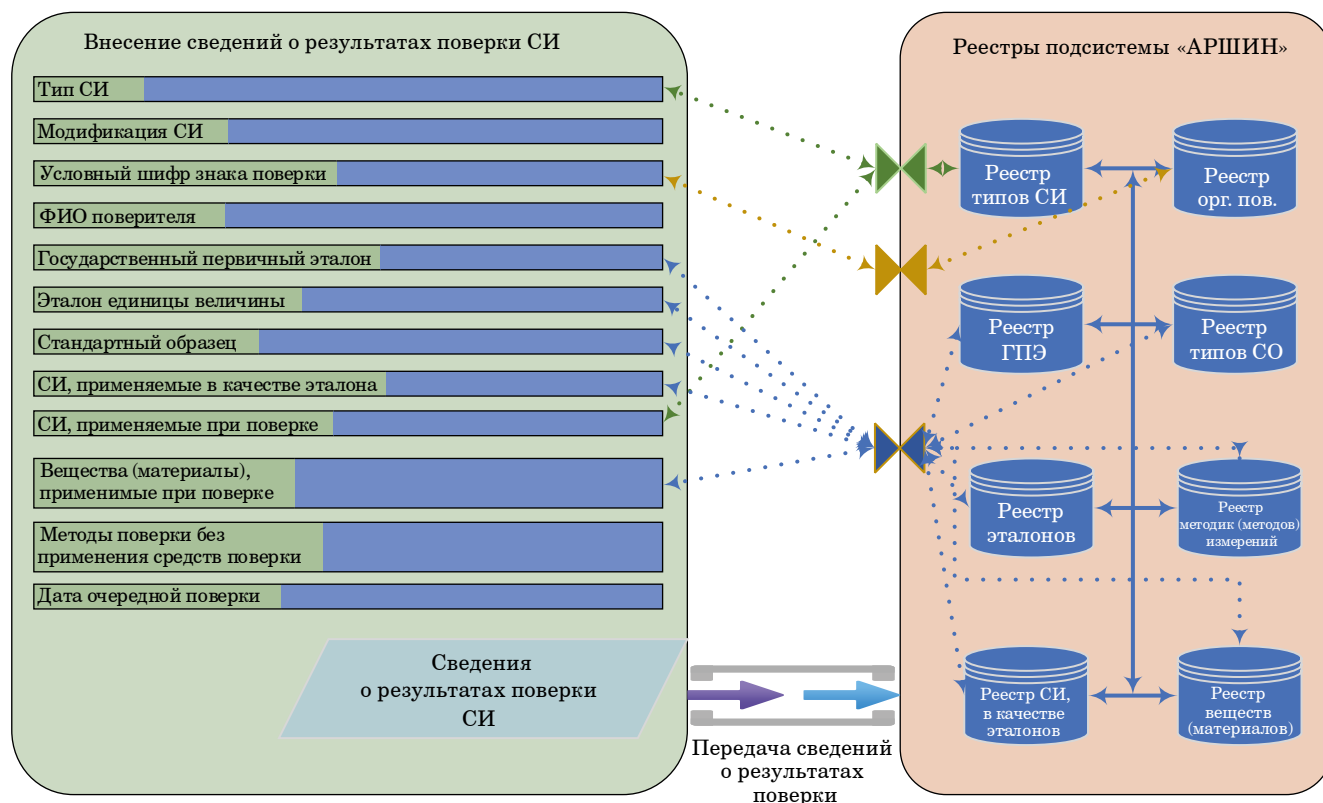 Внесение сведений о результатах поверки СИ
Тип СИ
Модификация СИ
Условный шифр знака поверки
ФИО поверителя
Государственный первичный эталон
Эталон единицы величины
Стандартный образец
СИ, применяемые в качестве эталона
СИ, применяемые при поверке
Вещества (материалы),
применимые при поверке
Методы поверки без
применения средств поверки
Дата очередной поверки
Сведения
о результатах поверки
СИ
Передача сведений
о результатах
поверки
Реестры подсистемы «АРШИН»
Реестр
типов СИ
Реестр
орг. пов.
Реестр
ГПЭ
Реестр
типов СО
Реестр
эталонов
Реестр
методик (методов)
измерений
Реестр СИ,
в качестве
эталонов
Реестр
веществ
(материалов)